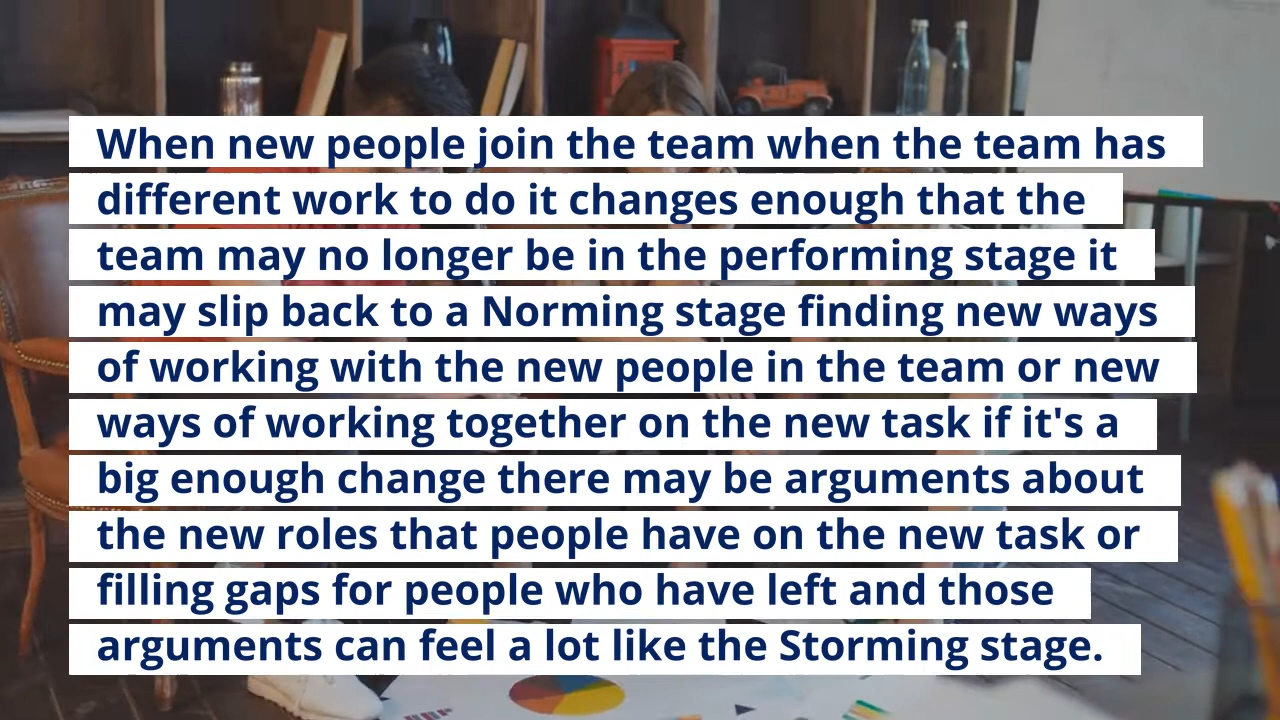 When new people join the team when the team has
different work to do it changes enough that the
team may no longer be in the performing stage it
may slip back to a Norming stage finding new ways
of working with the new people in the team or new
ways of working together on the new task if it's a
big enough change there may be arguments about
the new roles that people have on the new task or
filling gaps for people who have left and those
arguments can feel a lot like the Storming stage.